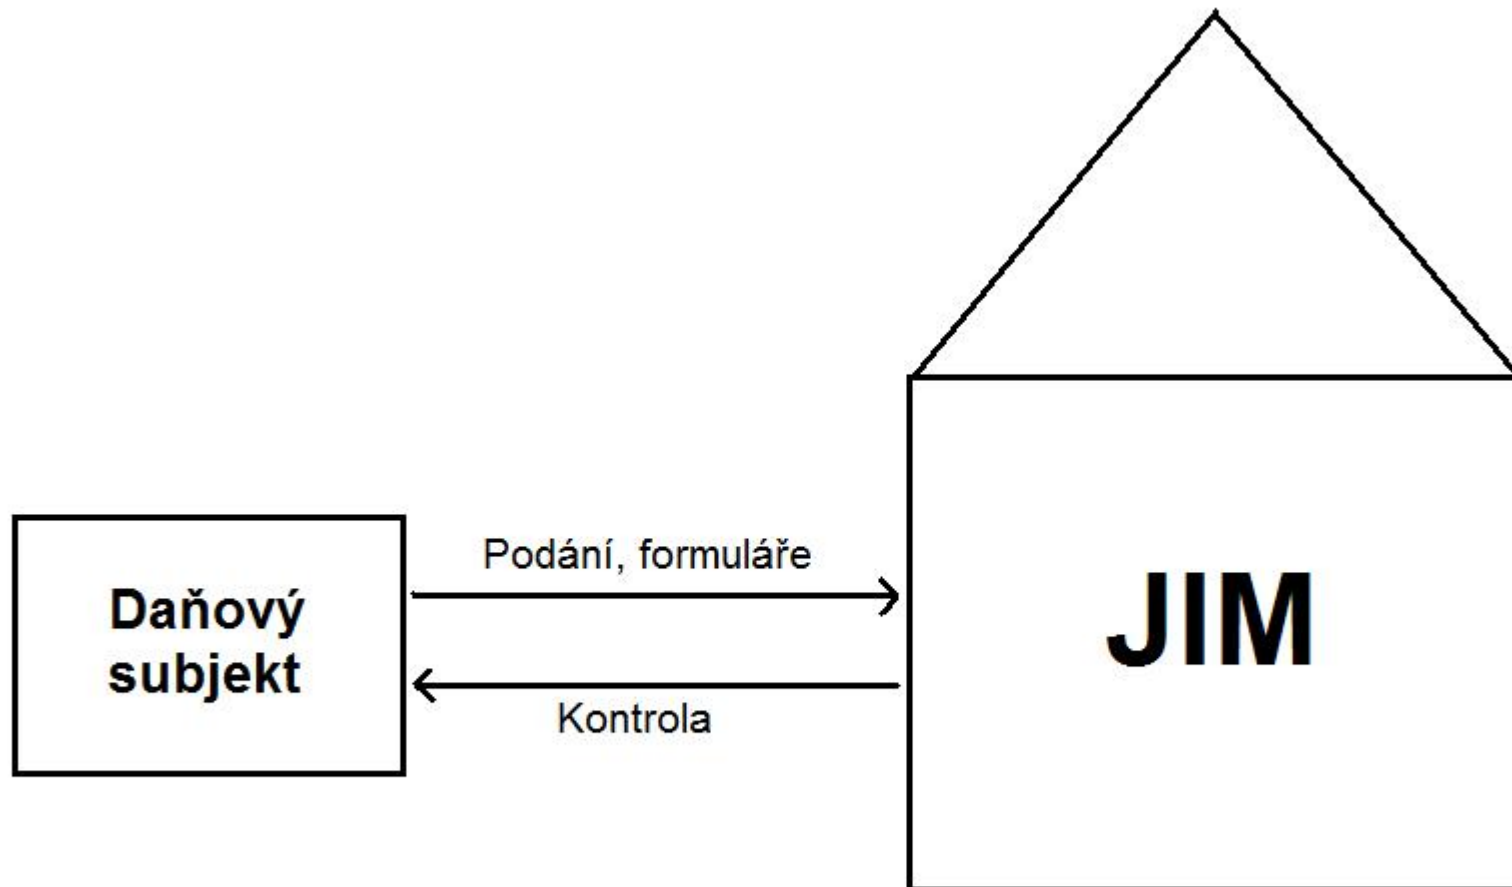 Daňový
subjekt
Podání, formuláře
Kontrola
JIM